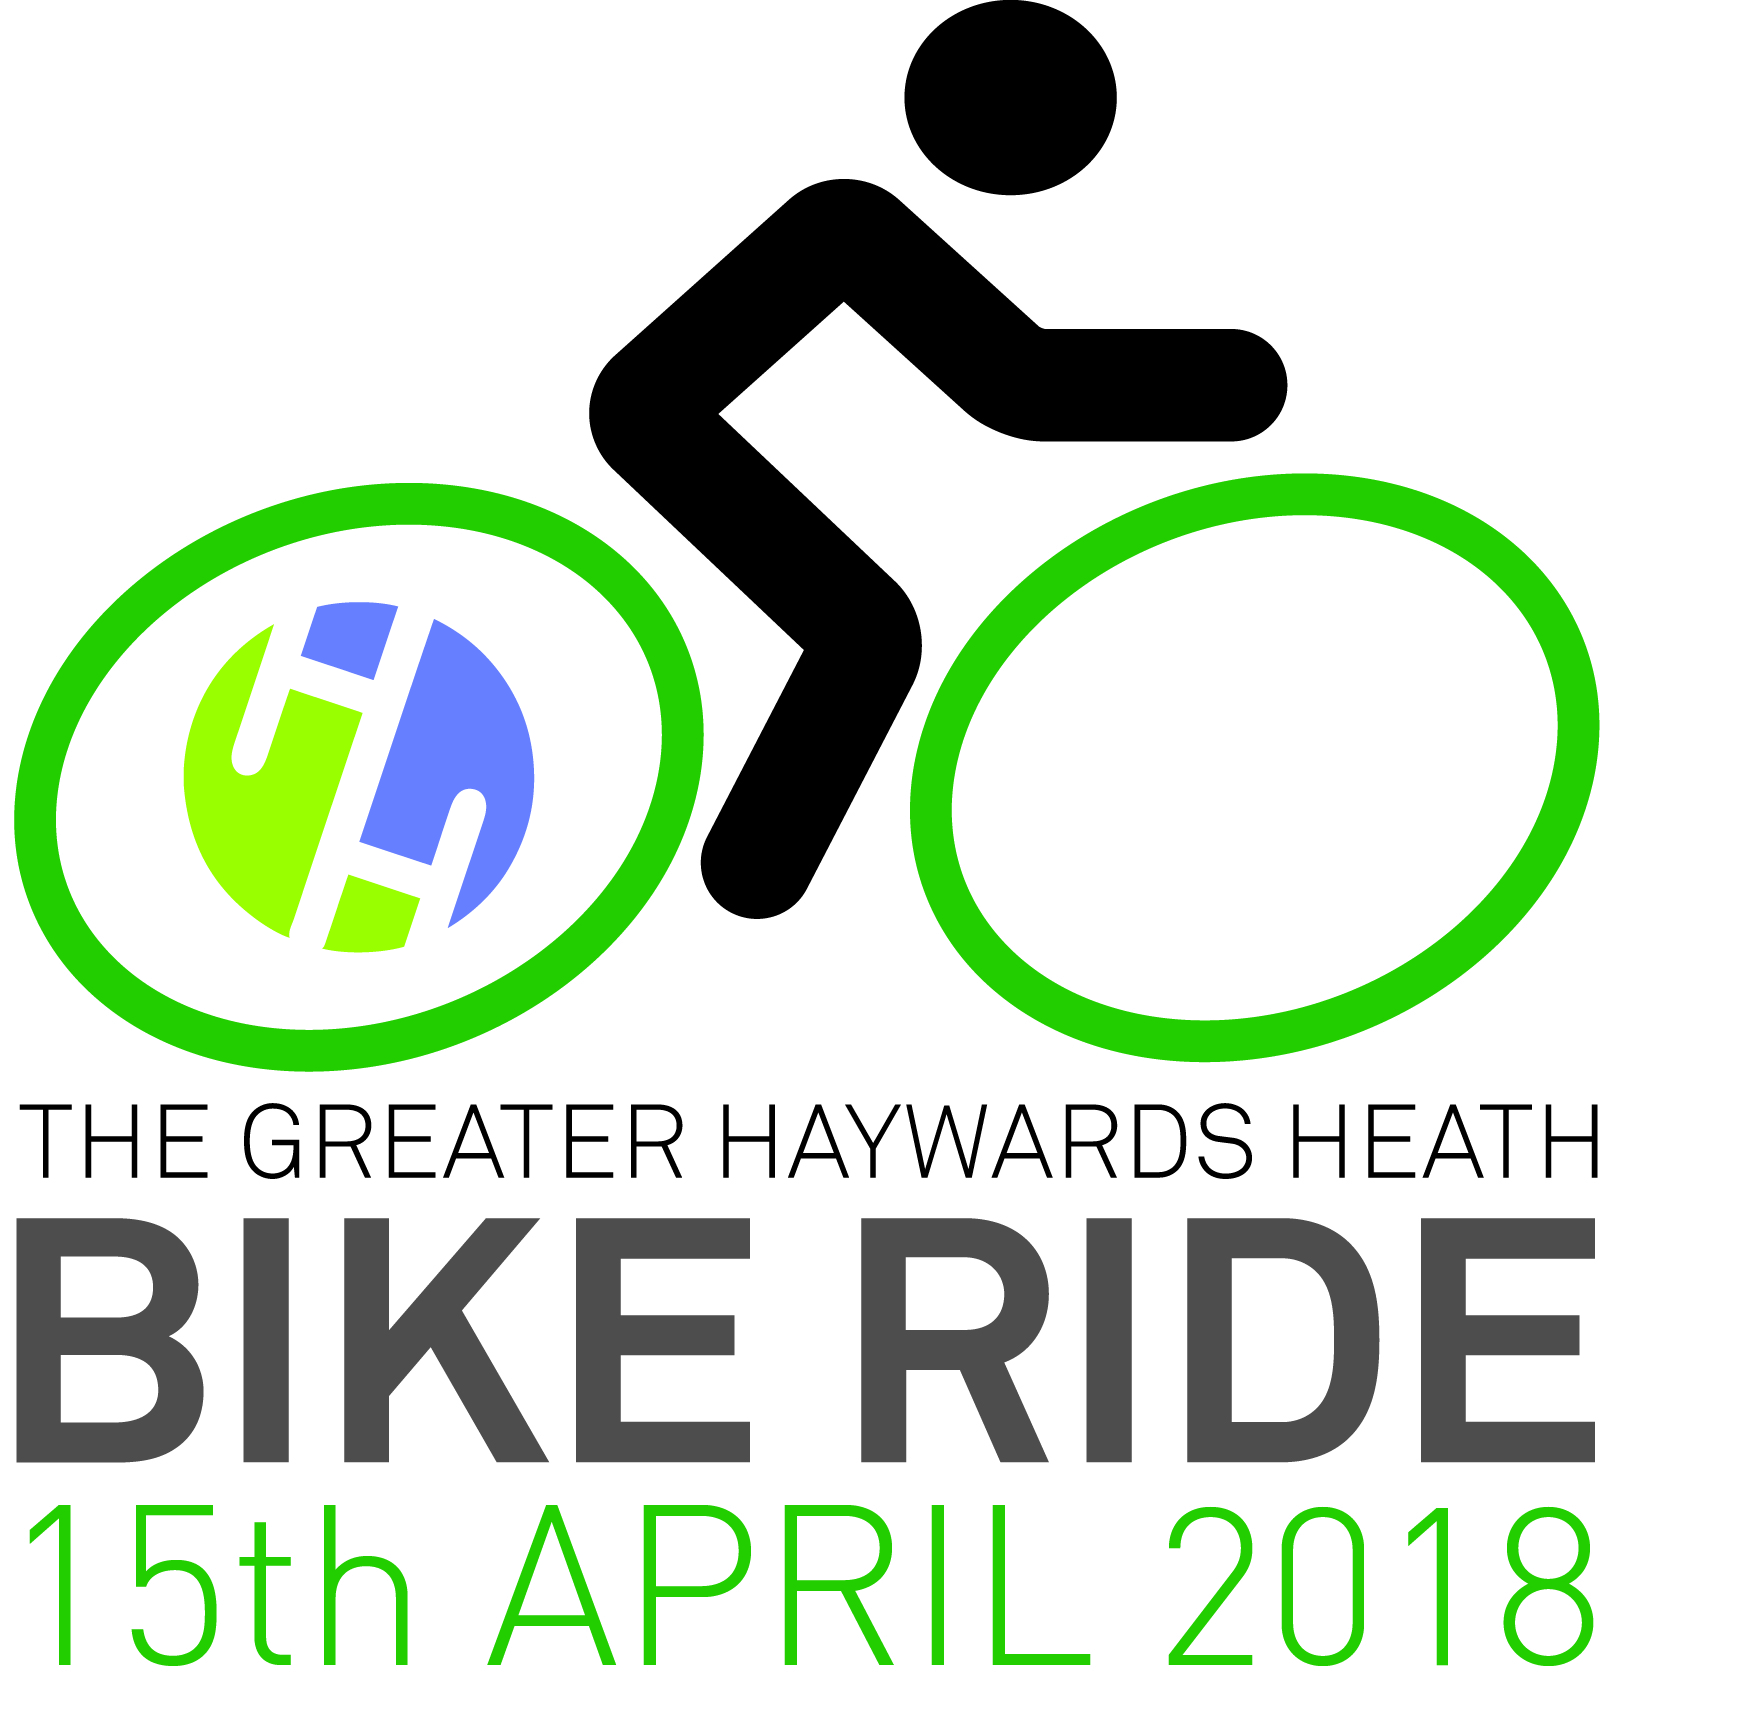 THE GREATER HAYWARDS HEATH
BIKE RIDE
15th APRIL 2018